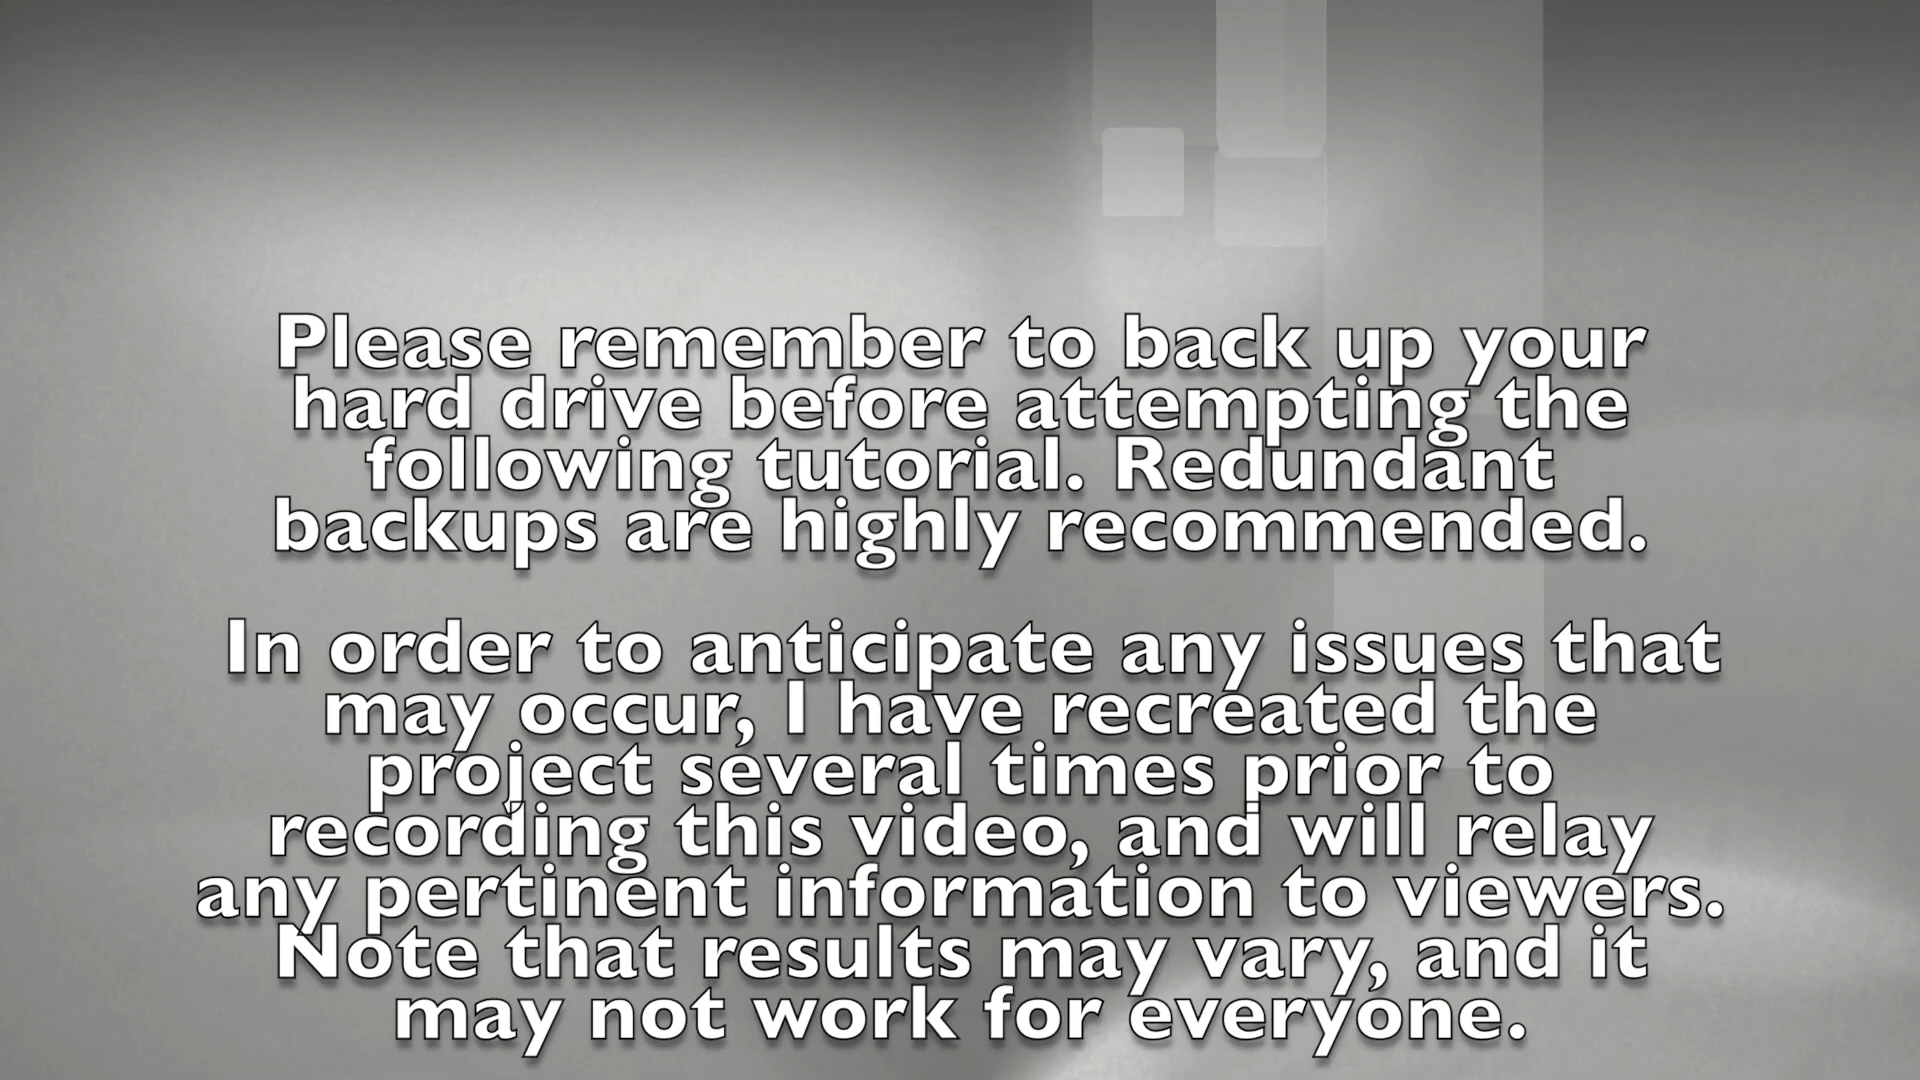 Please remember to back up your
hard drive before attempting the
following tutorial. Redundant
backups are highly recommended.
In order to anticipate any issues that
may occur, I have recreated the
project several times prior to
recording this video, and will relay
any pertinent information to viewers.
Note that results may vary, and it
may not work for everyone.